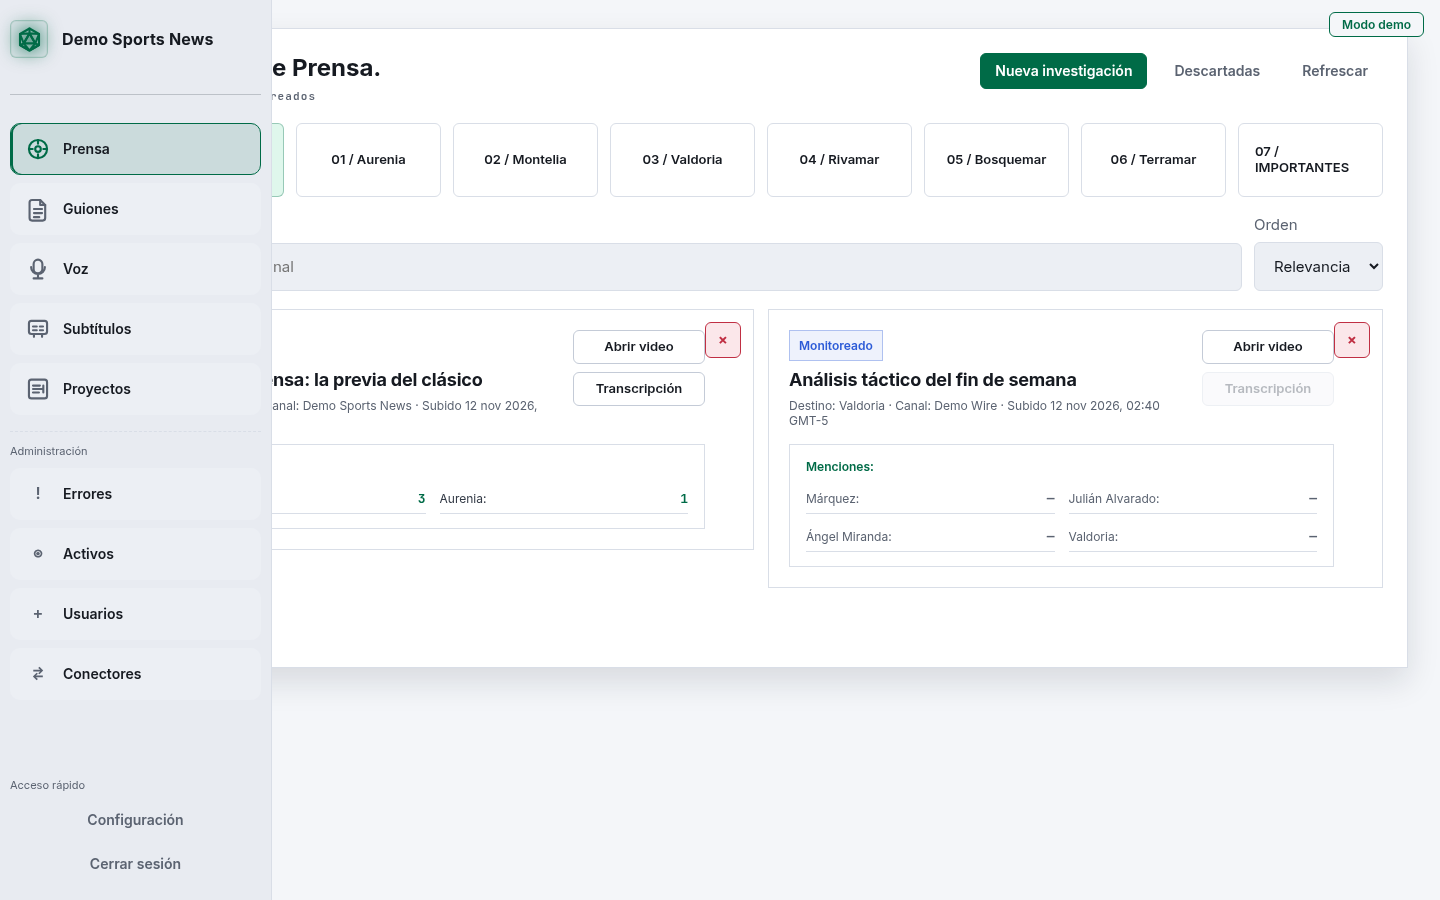 Demo Sports News
Modo demo
Prensa
Guiones
Voz
Subtítulos
Proyectos
Administración
! Errores
Activos
+ Usuarios
Conectores
Acceso rápido
Configuración
Cerrar sesión
e Prensa.
reados
Nueva investigación
Descartadas
Refrescar
01 / Aurenia
02 / Montelia
03 / Valdoria
04 / Rivamar
05 / Bosquemar
06 / Terramar
07 /
IMPORTANTES
Orden
nal
Relevancia
Abrir video
×
ensa: la previa del clásico
Transcripción
anal: Demo Sports News · Subido 12 nov 2026,
3
Aurenia: 1
Monitoreado
Abrir video
×
Análisis táctico del fin de semana
Transcripción
Destino: Valdoria · Canal: Demo Wire · Subido 12 nov 2026, 02:40
GMT-5
Menciones:
Márquez: —
Julián Alvarado: —
Ángel Miranda: —
Valdoria: —